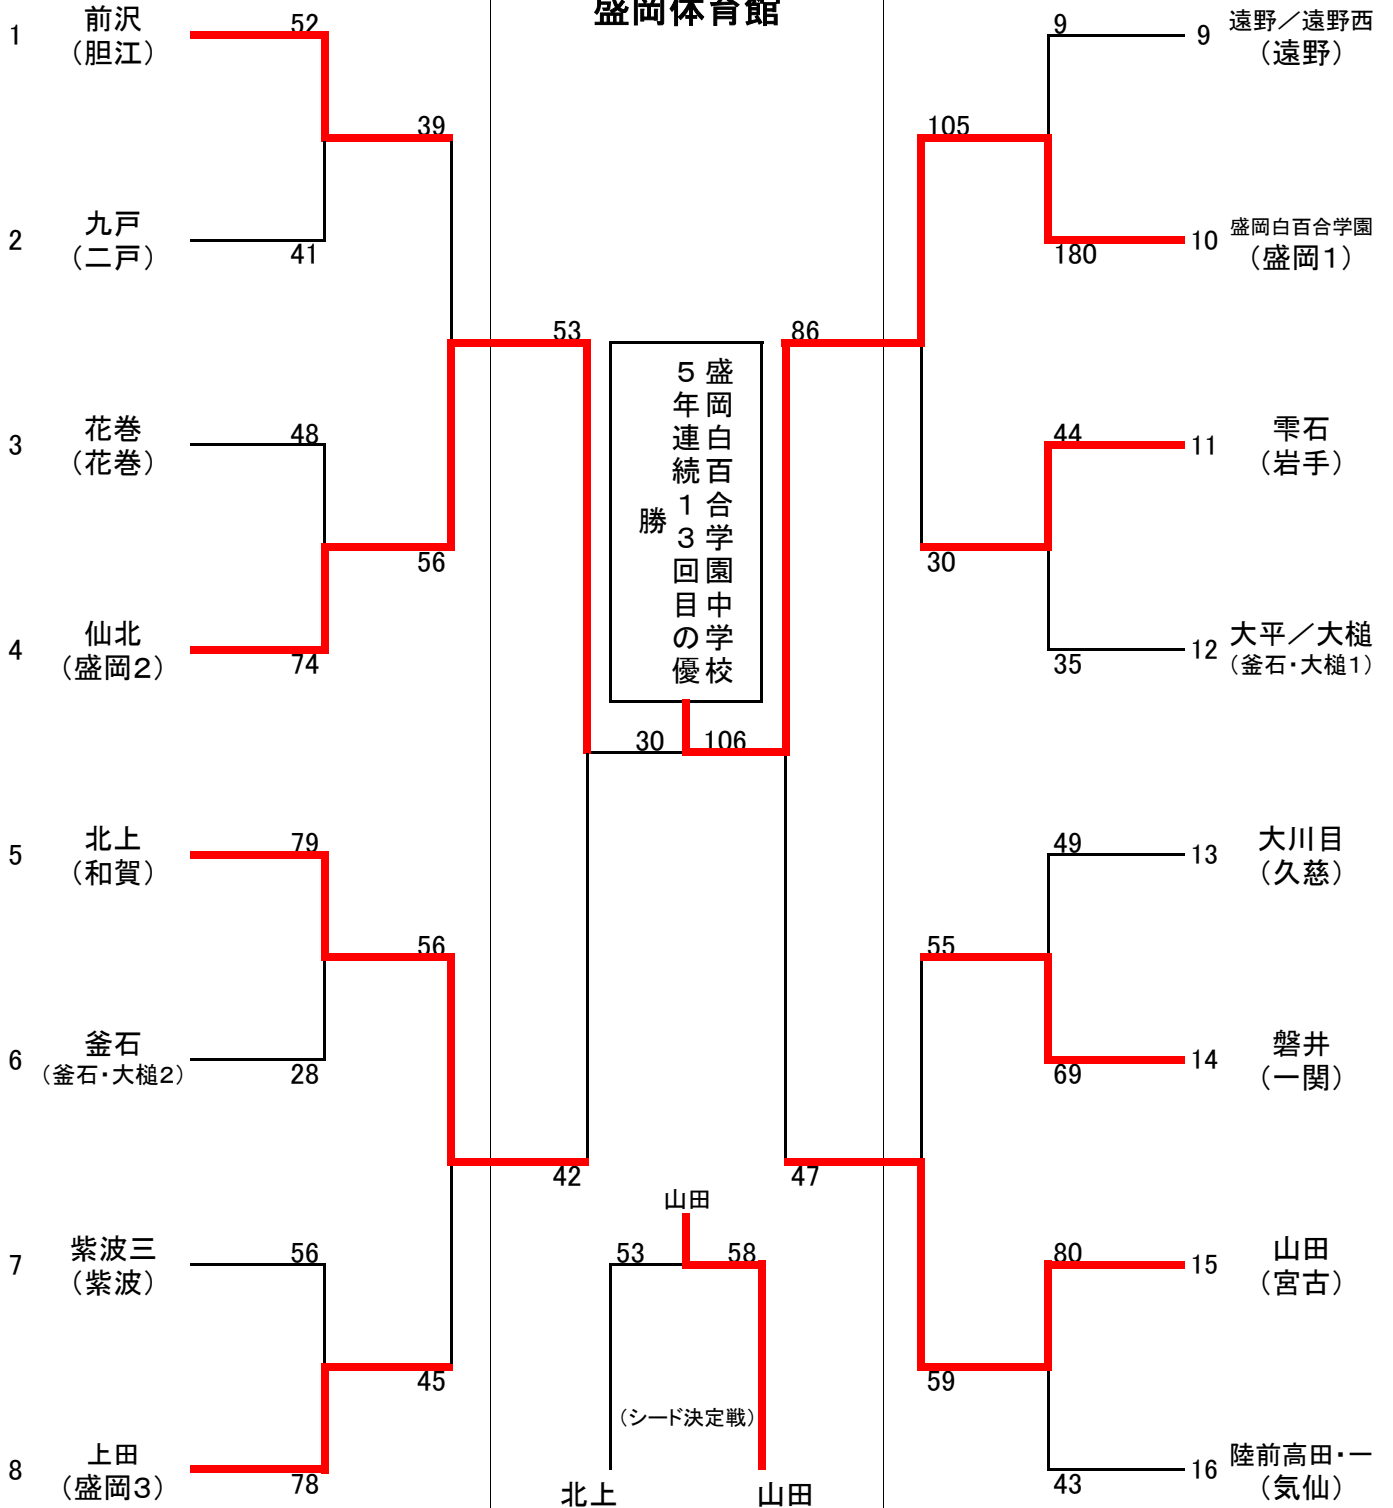 盛岡体育館
1
前沢
（胆江）
52
39
2
九戸
（二戸）
41
53
3
花巻
（花巻）
48
56
4
仙北
（盛岡2）
74
5
北上
（和賀）
79
56
6
釜石
（釜石・大槌2）
28
42
7
紫波三
（紫波）
56
45
8
上田
（盛岡3）
78
盛岡白百合学園中学校
5年連続13回目の優
勝
30
106
山田
53
58
（シード決定戦）
北上
山田
9
9
遠野／遠野西
（遠野）
105
180
10
盛岡白百合学園
（盛岡1）
86
44
11
雫石
（岩手）
30
35
12
大平／大槌
（釜石・大槌1）
49
13
大川目
（久慈）
55
69
14
磐井
（一関）
47
80
15
山田
（宮古）
59
43
16
陸前高田・一
（気仙）